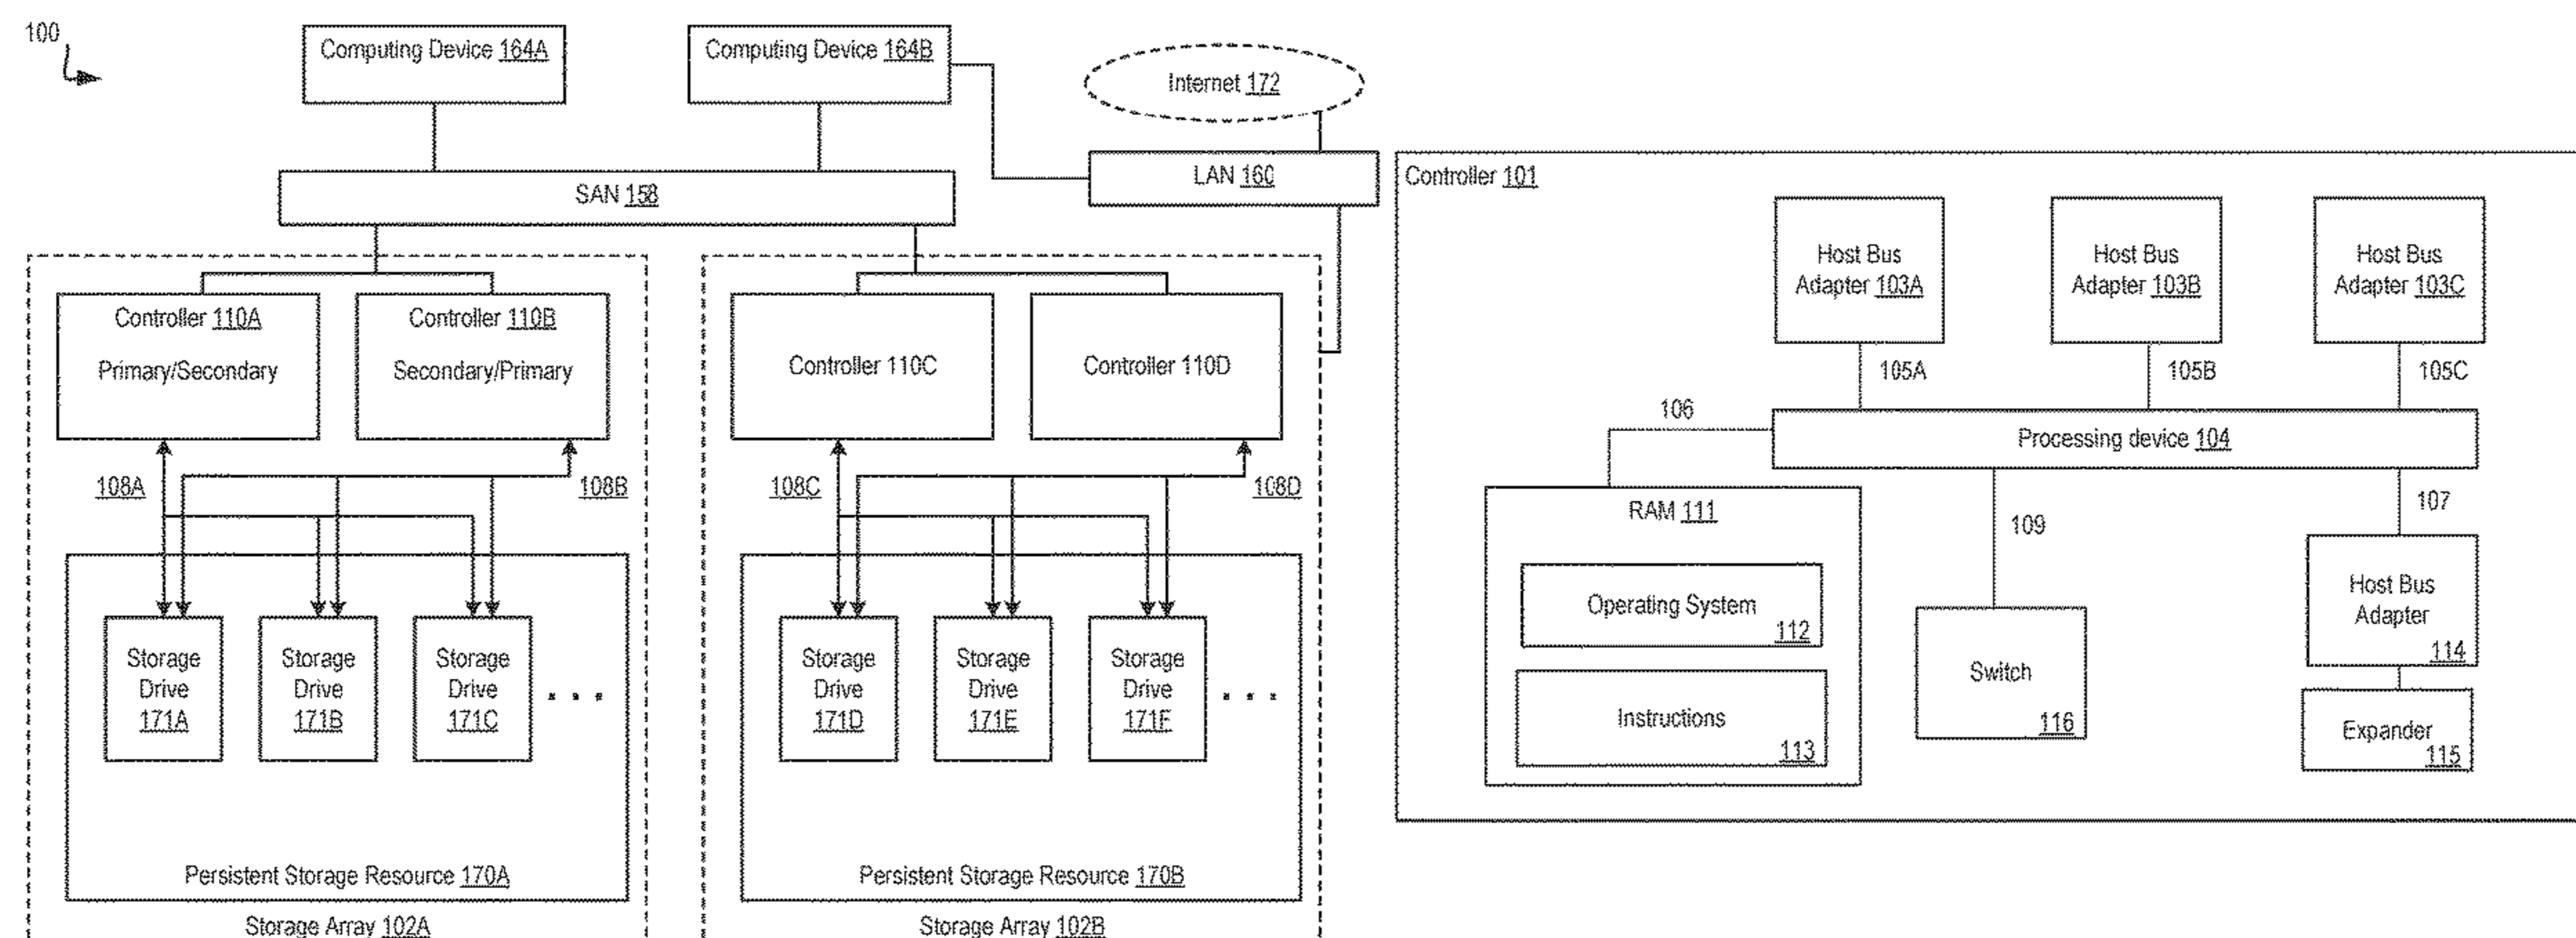 100
Computing Device 164A
Computing Device 164B
Internet 172
SAN 158
LAN 160
Controller 110A
Primary/Secondary
Controller 110B
Secondary/Primary
Controller 110C
Controller 110D
108A
108B
108C
108D
Storage
Drive
171A
Storage
Drive
171B
Storage
Drive
171C
. . .
Storage
Drive
171D
Storage
Drive
171E
Storage
Drive
171F
. . .
Persistent Storage Resource 170A
Persistent Storage Resource 170B
Storage Array 102A
Storage Array 102B
Controller 101
Host Bus
Adapter 103A
Host Bus
Adapter 103B
Host Bus
Adapter 103C
105A
105B
105C
106
Processing device 104
RAM 111
109
107
Operating System
112
Instructions
113
Switch
116
Host Bus
Adapter
114
Expander
115